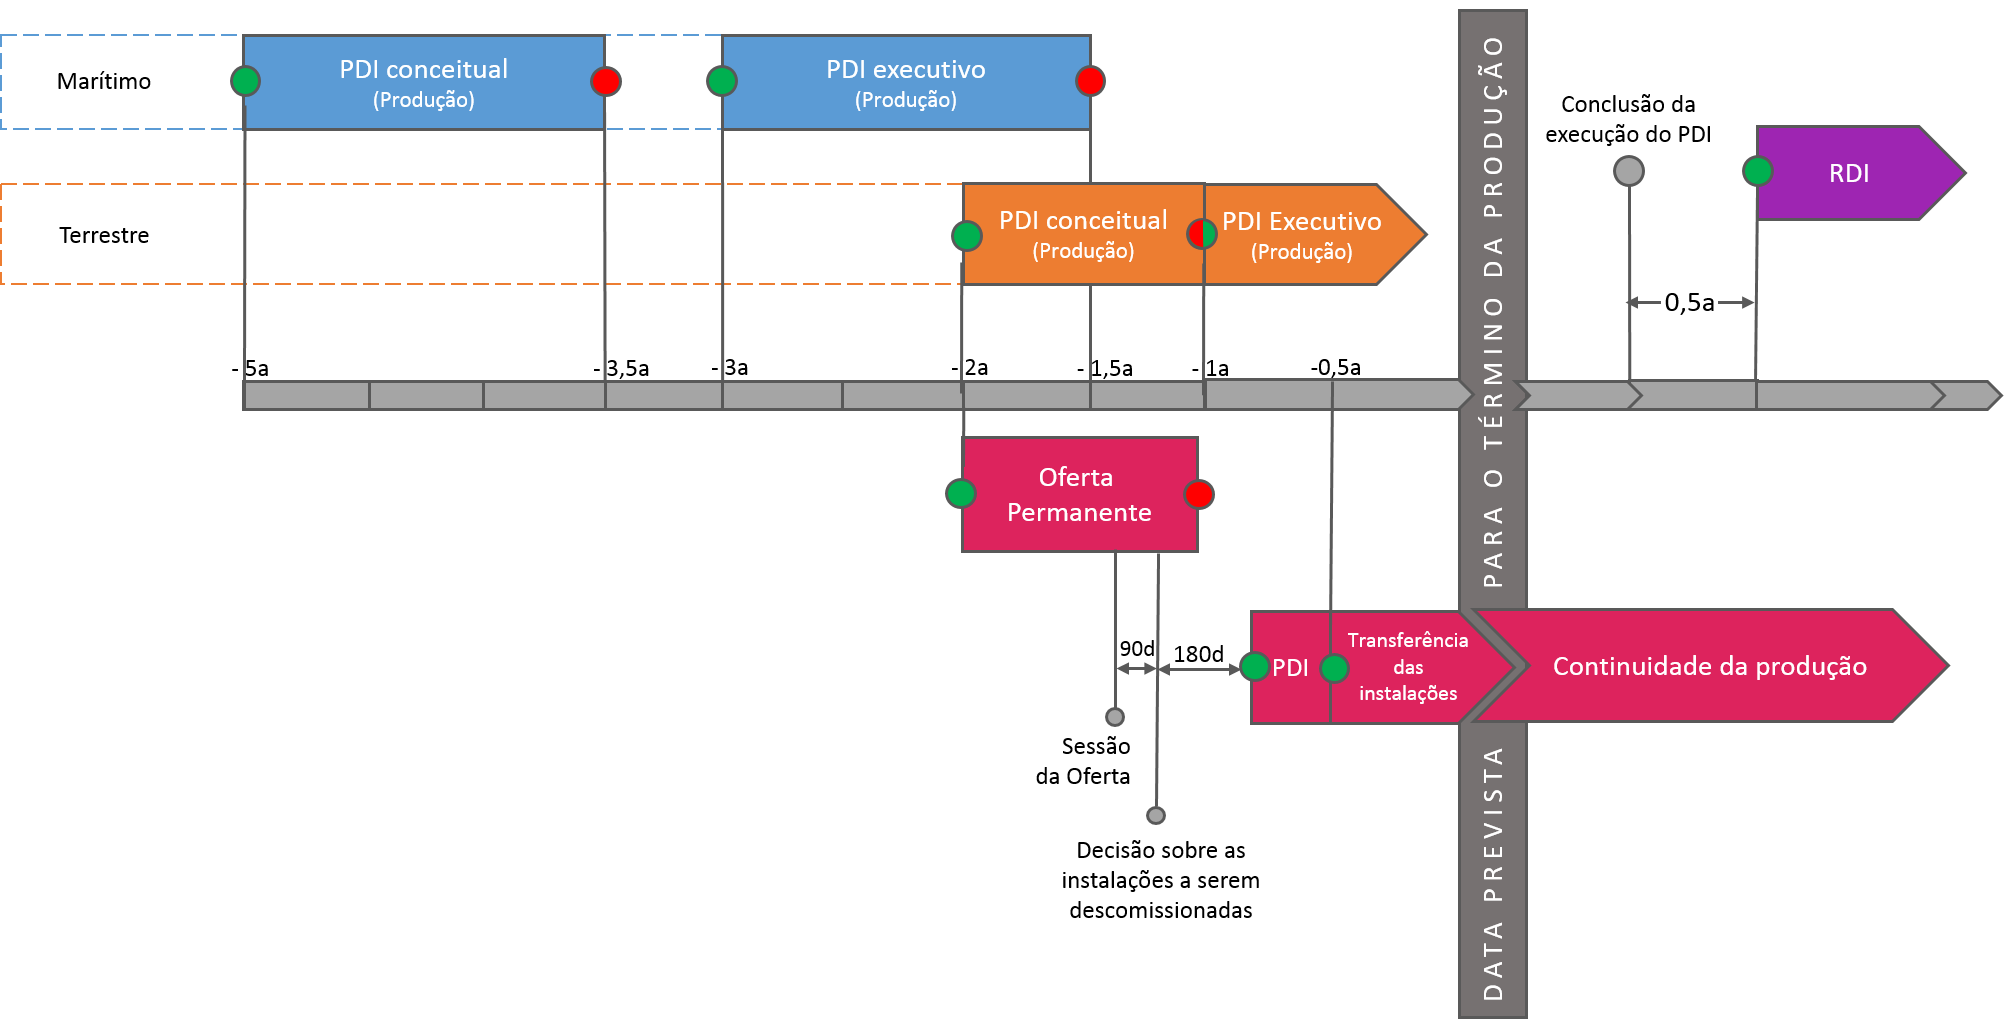 Marítimo
PDI conceitual
(Produção)
PDI executivo
(Produção)
Conclusão da
execução do PDI
RDI
Terrestre
PDI conceitual
(Produção)
PDI Executivo
(Produção)
0,5a
- 5a
- 3,5a
- 3a
- 2a
- 1,5a
- 1a
-0,5a
Oferta
Permanente
90d
180d
PDI
Transferência
das
instalações
Continuidade da produção
Sessão
da Oferta
Decisão sobre as
instalações a serem
descomissionadas
DATA PREVISTA PARA O TÉRMINO DA PRODUÇÃO